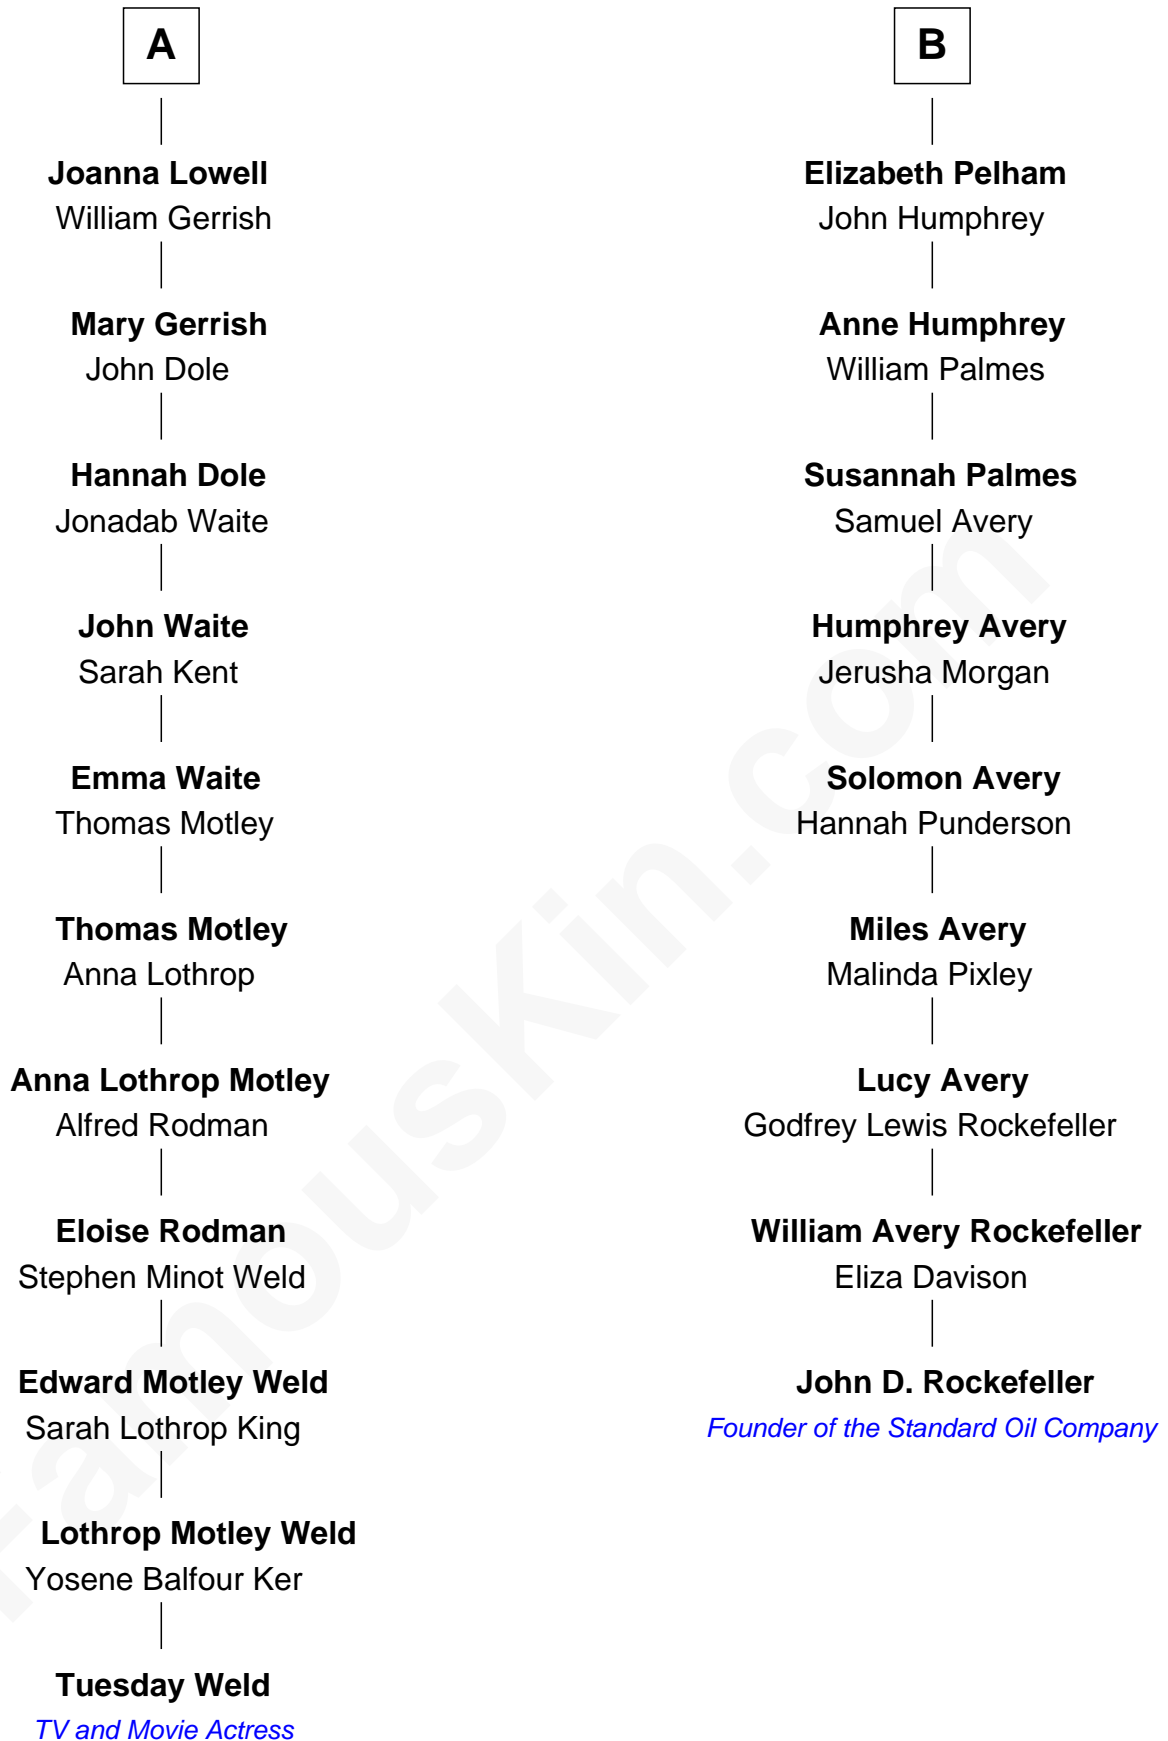 A
Joanna Lowell
William Gerrish
Mary Gerrish
John Dole
Hannah Dole
Jonadab Waite
John Waite
Sarah Kent
Emma Waite
Thomas Motley
Thomas Motley
Anna Lothrop
Anna Lothrop Motley
Alfred Rodman
Eloise Rodman
Stephen Minot Weld
Edward Motley Weld
Sarah Lothrop King
Lothrop Motley Weld
Yosene Balfour Ker
Tuesday Weld
TV and Movie Actress
B
Elizabeth Pelham
John Humphrey
Anne Humphrey
William Palmes
Susannah Palmes
Samuel Avery
Humphrey Avery
Jerusha Morgan
Solomon Avery
Hannah Punderson
Miles Avery
Malinda Pixley
Lucy Avery
Godfrey Lewis Rockefeller
William Avery Rockefeller
Eliza Davison
John D. Rockefeller
Founder of the Standard Oil Company
FamousKin.com